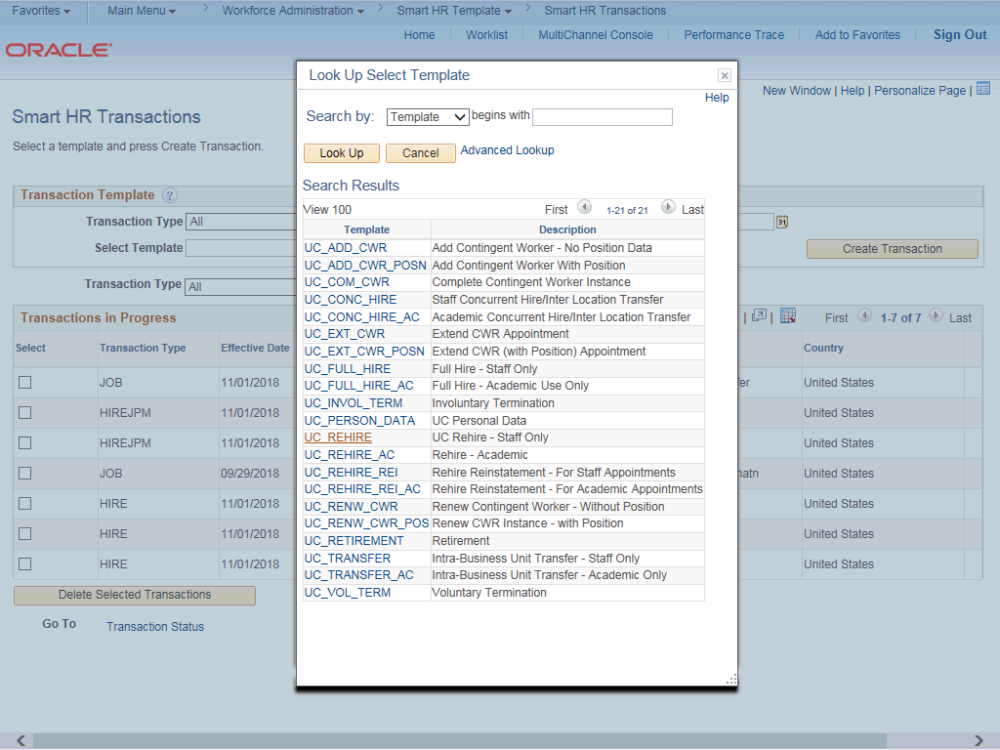 Favorites Main Menu Workforce Administration Smart HR Template Smart HR Transactions
Home Worklist MultiChannel Console Performance Trace Add to Favorites Sign Out
ORACLE
New Window | Help | Personalize Page |
Smart HR Transactions
Select a template and press Create Transaction.
Transaction Template ?
Transaction Type All
Select Template
31
Create Transaction
Transaction Type All
Transactions in Progress
| | First 1-7 of 7 Last
Select Transaction Type Effective Date Country
JOB 11/01/2018 fer United States
HIREJPM 11/01/2018 United States
HIREJPM 11/01/2018 United States
JOB 09/29/2018 natn United States
HIRE 11/01/2018 United States
HIRE 11/01/2018 United States
HIRE 11/01/2018 United States
Delete Selected Transactions
Go To Transaction Status
Look Up Select Template
Help
Search by: Template begins with
Look Up Cancel Advanced Lookup
Search Results
View 100 First 1-21 of 21 Last
Template Description
UC_ADD_CWR Add Contingent Worker - No Position Data
UC_ADD_CWR_POSN Add Contingent Worker With Position
UC_COM_CWR Complete Contingent Worker Instance
UC_CONC_HIRE Staff Concurrent Hire/Inter Location Transfer
UC_CONC_HIRE_AC Academic Concurrent Hire/Inter Location Transfer
UC_EXT_CWR Extend CWR Appointment
UC_EXT_CWR_POSN Extend CWR (with Position) Appointment
UC_FULL_HIRE Full Hire - Staff Only
UC_FULL_HIRE_AC Full Hire - Academic Use Only
UC_INVOL_TERM Involuntary Termination
UC_PERSON_DATA UC Personal Data
UC_REHIRE UC Rehire - Staff Only
UC_REHIRE_AC Rehire - Academic
UC_REHIRE_REI Rehire Reinstatement - For Staff Appointments
UC_REHIRE_REI_AC Rehire Reinstatement - For Academic Appointments
UC_RENW_CWR Renew Contingent Worker - Without Position
UC_RENW_CWR_POS Renew CWR Instance - with Position
UC_RETIREMENT Retirement
UC_TRANSFER Intra-Business Unit Transfer - Staff Only
UC_TRANSFER_AC Intra-Business Unit Transfer - Academic Only
UC_VOL_TERM Voluntary Termination